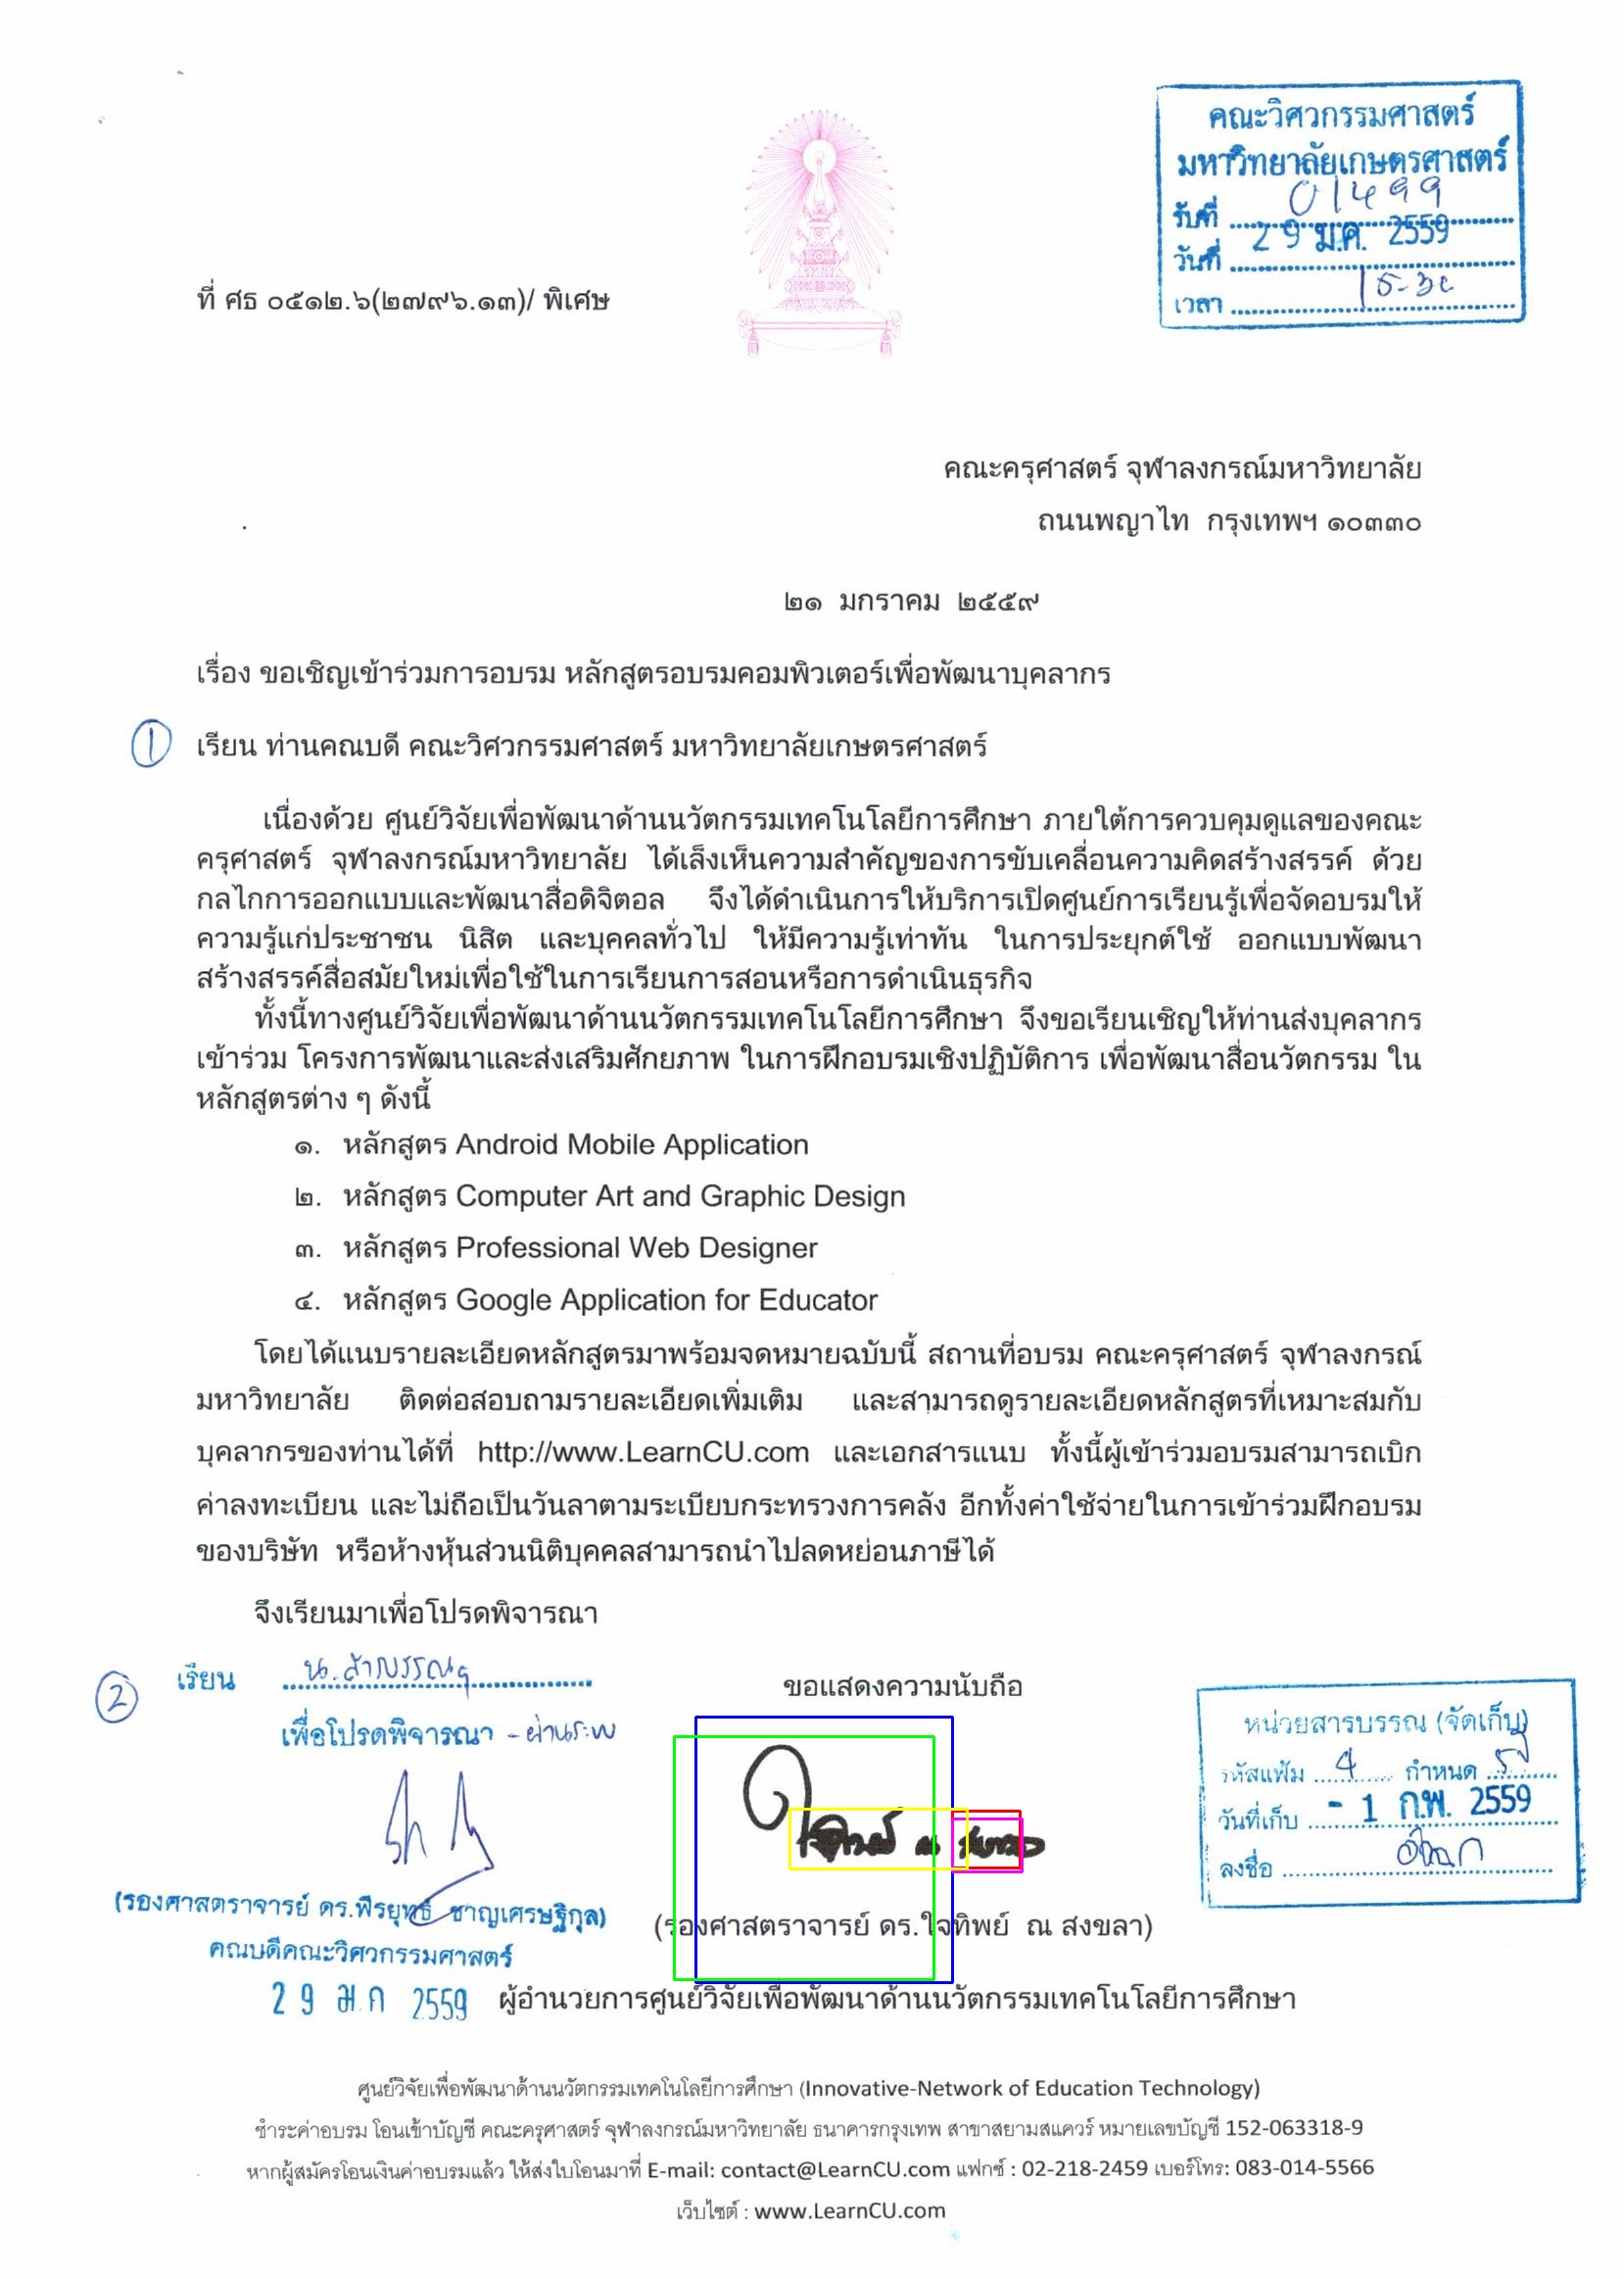 คณะวิศวกรรมศาสตร์
มหาวิทยาลัยเกษตรศาสตร์
รับที่ 01499
วันที่ 29 ม.ค. 2559
เวลา
ที่ ศธ ๐๕๑๒.๖(๒๗๙๖.๑๓)/ พิเศษ
คณะครุศาสตร์ จุฬาลงกรณ์มหาวิทยาลัย
ถนนพญาไท กรุงเทพฯ ๑๐๓๓๐
๒๑ มกราคม ๒๕๕๙
เรื่อง ขอเชิญเข้าร่วมการอบรม หลักสูตรอบรมคอมพิวเตอร์เพื่อพัฒนาบุคลากร
1 เรียน ท่านคณบดี คณะวิศวกรรมศาสตร์ มหาวิทยาลัยเกษตรศาสตร์
เนื่องด้วย ศูนย์วิจัยเพื่อพัฒนาด้านนวัตกรรมเทคโนโลยีการศึกษา ภายใต้การควบคุมดูแลของคณะ
ครุศาสตร์ จุฬาลงกรณ์มหาวิทยาลัย ได้เล็งเห็นความสำคัญของการขับเคลื่อนความคิดสร้างสรรค์ ด้วย
กลไกการออกแบบและพัฒนาสื่อดิจิตอล จึงได้ดำเนินการให้บริการเปิดศูนย์การเรียนรู้เพื่อจัดอบรมให้
ความรู้แก่ประชาชน นิสิต และบุคคลทั่วไป ให้มีความรู้เท่าทัน ในการประยุกต์ใช้ ออกแบบพัฒนา
สร้างสรรค์สื่อสมัยใหม่เพื่อใช้ในการเรียนการสอนหรือการดำเนินธุรกิจ
ทั้งนี้ทางศูนย์วิจัยเพื่อพัฒนาด้านนวัตกรรมเทคโนโลยีการศึกษา จึงขอเรียนเชิญให้ท่านส่งบุคลากร
เข้าร่วม โครงการพัฒนาและส่งเสริมศักยภาพ ในการฝึกอบรมเชิงปฏิบัติการ เพื่อพัฒนาสื่อนวัตกรรม ใน
หลักสูตรต่าง ๆ ดังนี้
๑. หลักสูตร Android Mobile Application
๒. หลักสูตร Computer Art and Graphic Design
๓. หลักสูตร Professional Web Designer
๔. หลักสูตร Google Application for Educator
โดยได้แนบรายละเอียดหลักสูตรมาพร้อมจดหมายฉบับนี้ สถานที่อบรม คณะครุศาสตร์ จุฬาลงกรณ์
มหาวิทยาลัย ติดต่อสอบถามรายละเอียดเพิ่มเติม และสามารถดูรายละเอียดหลักสูตรที่เหมาะสมกับ
บุคลากรของท่านได้ที่ http://www.LearnCU.com และเอกสารแนบ ทั้งนี้ผู้เข้าร่วมอบรมสามารถเบิก
ค่าลงทะเบียน และไม่ถือเป็นวันลาตามระเบียบกระทรวงการคลัง อีกทั้งค่าใช้จ่ายในการเข้าร่วมฝึกอบรม
ของบริษัท หรือห้างหุ้นส่วนนิติบุคคลสามารถนำไปลดหย่อนภาษีได้
จึงเรียนมาเพื่อโปรดพิจารณา
2 เรียน
เพื่อโปรดพิจารณา
(รองศาสตราจารย์ ดร.พีรยุทธ์ ชาญเศรษฐิกุล)
คณบดีคณะวิศวกรรมศาสตร์
29 ม.ค 2559
ขอแสดงความนับถือ
(รองศาสตราจารย์ ดร.ใจทิพย์ ณ สงขลา)
ผู้อำนวยการศูนย์วิจัยเพื่อพัฒนาด้านนวัตกรรมเทคโนโลยีการศึกษา
หน่วยสารบรรณ (จัดเก็บ)
รหัสแฟ้ม 4 กำหนด
วันที่เก็บ - 1 ก.พ. 2559
ลงชื่อ
ศูนย์วิจัยเพื่อพัฒนาด้านนวัตกรรมเทคโนโลยีการศึกษา (Innovative-Network of Education Technology)
ชำระค่าอบรม โอนเข้าบัญชี คณะครุศาสตร์ จุฬาลงกรณ์มหาวิทยาลัย ธนาคารกรุงเทพ สาขาสยามสแควร์ หมายเลขบัญชี 152-063318-9
หากผู้สมัครโอนเงินค่าอบรมแล้ว ให้ส่งใบโอนมาที่ E-mail: contact@LearnCU.com แฟกซ์ : 02-218-2459 เบอร์โทร: 083-014-5566
เว็บไซต์ : www.LearnCU.com